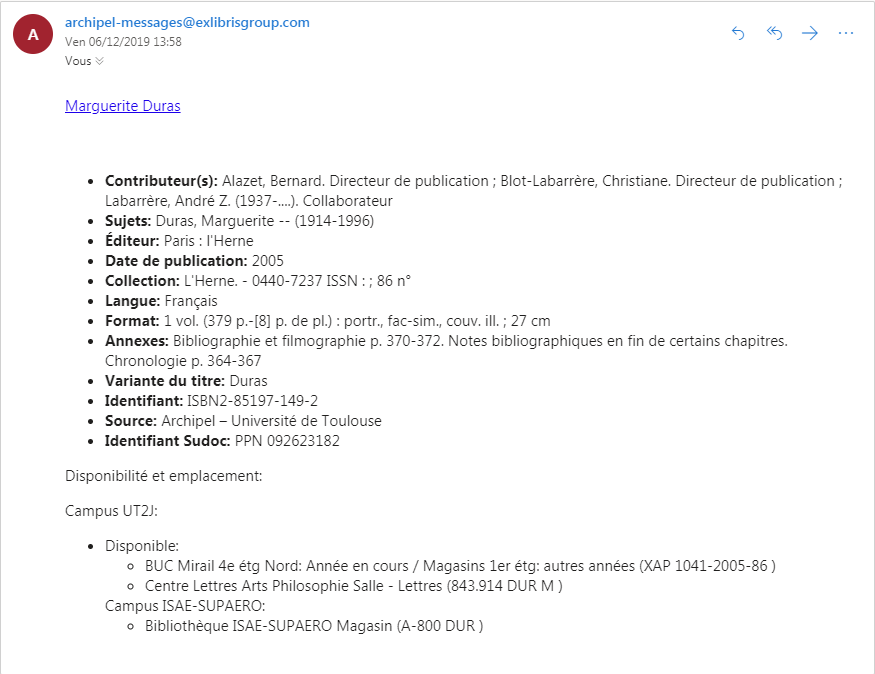 A
archipel-messages@exlibrisgroup.com
Ven 06/12/2019 13:58
Vous
Marguerite Duras
• Contributeur(s): Alazet, Bernard. Directeur de publication ; Blot-Labarrère, Christiane. Directeur de publication ;
Labarrère, André Z. (1937-....). Collaborateur
• Sujets: Duras, Marguerite -- (1914-1996)
• Éditeur: Paris : l'Herne
• Date de publication: 2005
• Collection: L'Herne. - 0440-7237 ISSN : ; 86 n°
• Langue: Français
• Format: 1 vol. (379 p.-[8] p. de pl.) : portr., fac-sim., couv. ill. ; 27 cm
• Annexes: Bibliographie et filmographie p. 370-372. Notes bibliographiques en fin de certains chapitres.
Chronologie p. 364-367
• Variante du titre: Duras
• Identifiant: ISBN2-85197-149-2
• Source: Archipel – Université de Toulouse
• Identifiant Sudoc: PPN 092623182
Disponibilité et emplacement:
Campus UT2J:
• Disponible:
◦ BUC Mirail 4e étg Nord: Année en cours / Magasins 1er étg: autres années (XAP 1041-2005-86 )
◦ Centre Lettres Arts Philosophie Salle - Lettres (843.914 DUR M )
Campus ISAE-SUPAERO:
◦ Bibliothèque ISAE-SUPAERO Magasin (A-800 DUR )